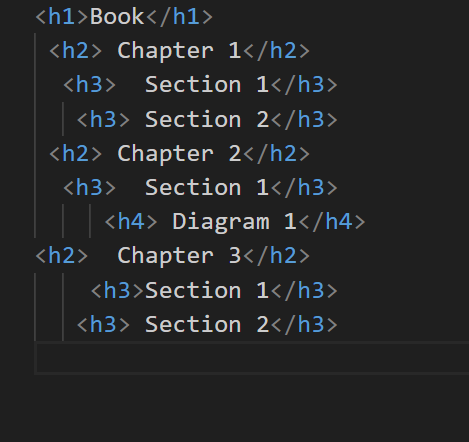 <h1>Book</h1>
<h2> Chapter 1</h2>
<h3>  Section 1</h3>
<h3> Section 2</h3>
<h2> Chapter 2</h2>
<h3>  Section 1</h3>
<h4> Diagram 1</h4>
<h2>  Chapter 3</h2>
<h3>Section 1</h3>
<h3> Section 2</h3>